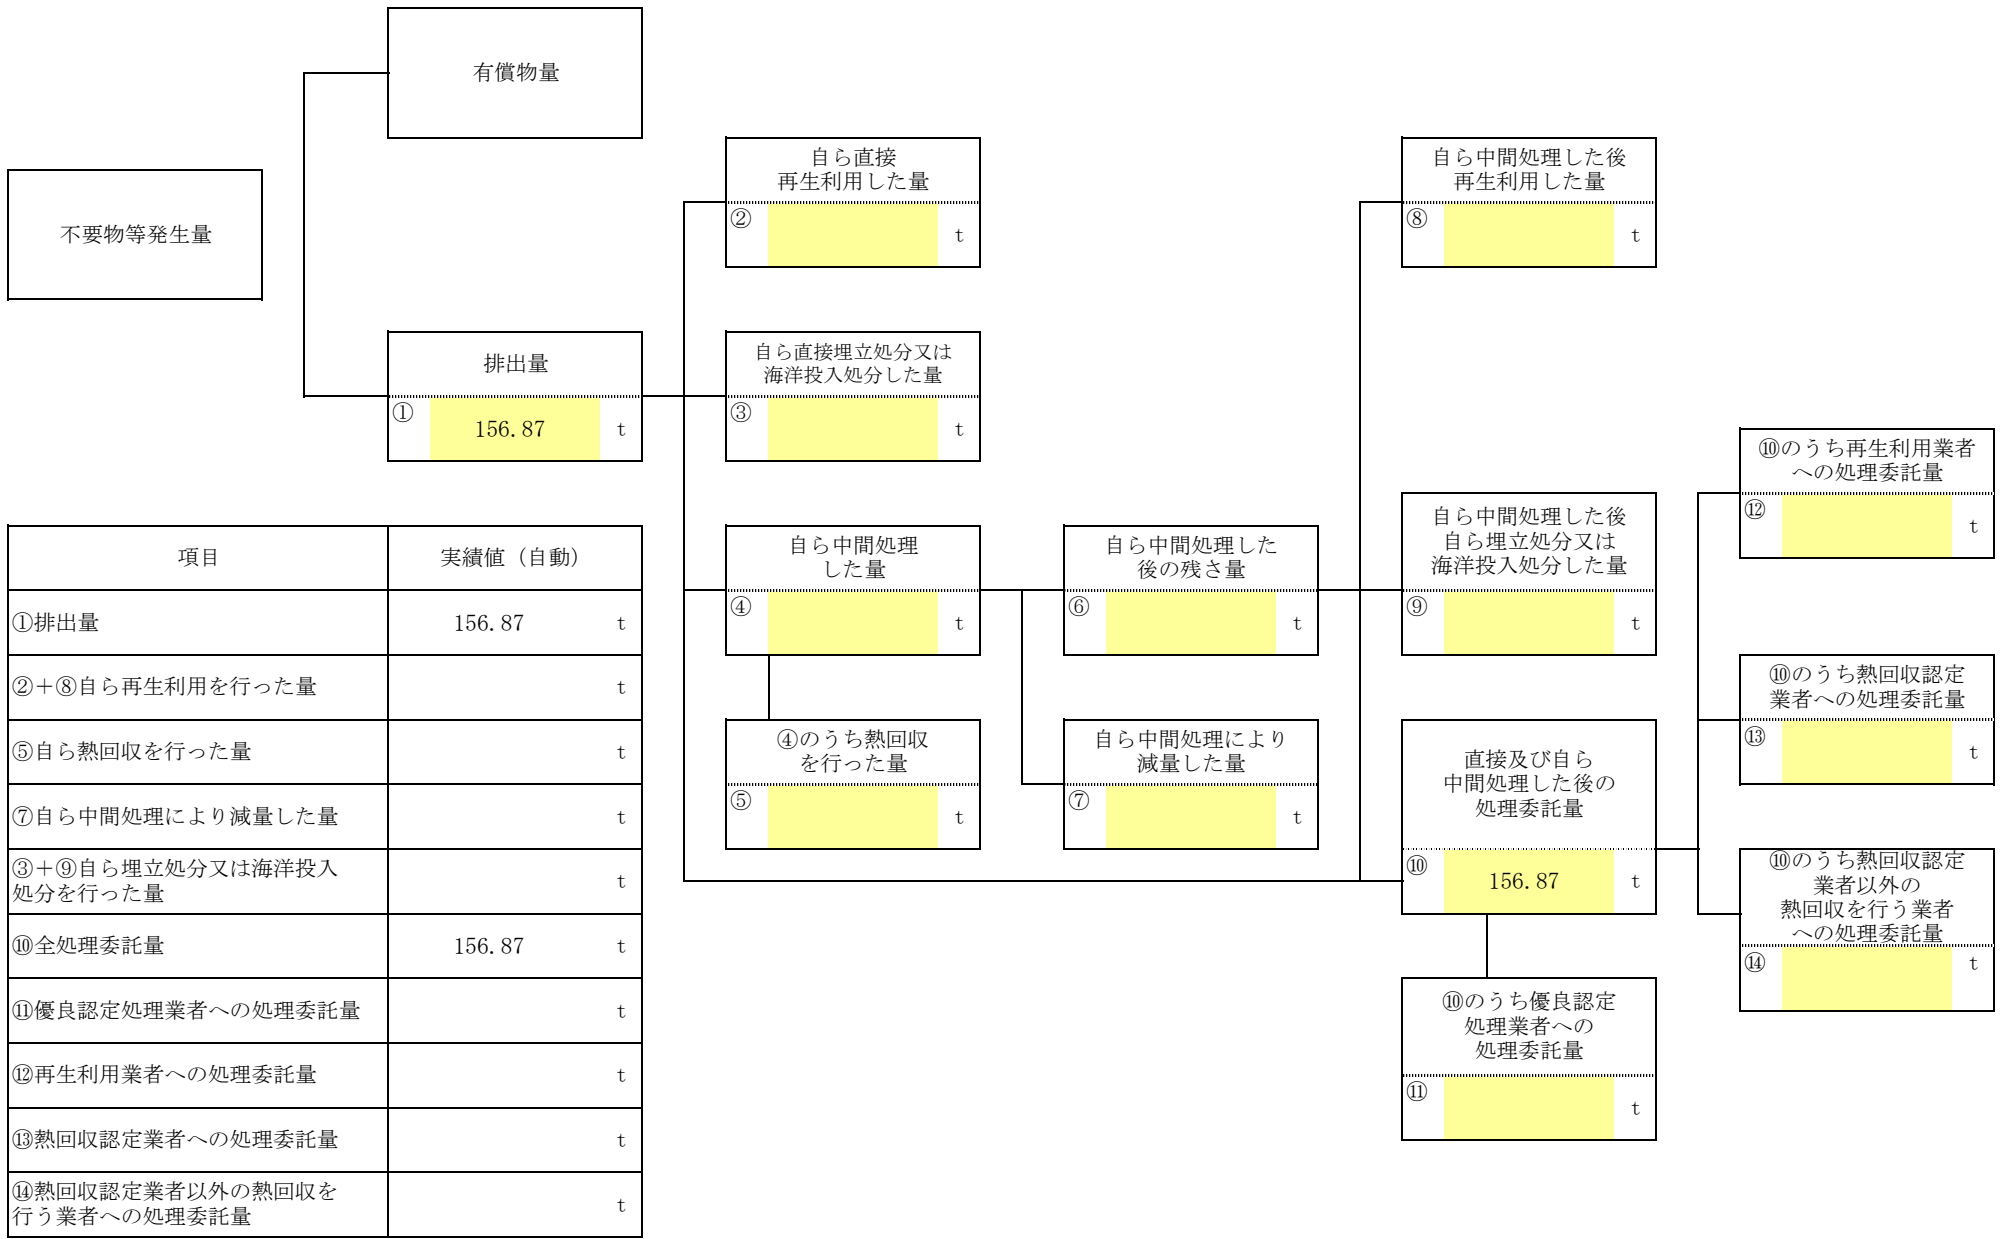 有償物量
不要物等発生量
排出量
①
156.87
t
自ら直接
再生利用した量
②
t
自ら直接埋立処分又は
海洋投入処分した量
③
t
自ら中間処理
した量
④
t
④のうち熱回収
を行った量
⑤
t
自ら中間処理した
後の残さ量
⑥
t
自ら中間処理により
減量した量
⑦
t
自ら中間処理した後
再生利用した量
⑧
t
自ら中間処理した後
自ら埋立処分又は
海洋投入処分した量
⑨
t
直接及び自ら
中間処理した後の
処理委託量
⑩
156.87
t
⑩のうち優良認定
処理業者への
処理委託量
⑪
t
⑩のうち再生利用業者
への処理委託量
⑫
t
⑩のうち熱回収認定
業者への処理委託量
⑬
t
⑩のうち熱回収認定
業者以外の
熱回収を行う業者
への処理委託量
⑭
t
項目 実績値（自動）
①排出量 156.87 t
②＋⑧自ら再生利用を行った量 t
⑤自ら熱回収を行った量 t
⑦自ら中間処理により減量した量 t
③＋⑨自ら埋立処分又は海洋投入
処分を行った量 t
⑩全処理委託量 156.87 t
⑪優良認定処理業者への処理委託量 t
⑫再生利用業者への処理委託量 t
⑬熱回収認定業者への処理委託量 t
⑭熱回収認定業者以外の熱回収を
行う業者への処理委託量 t